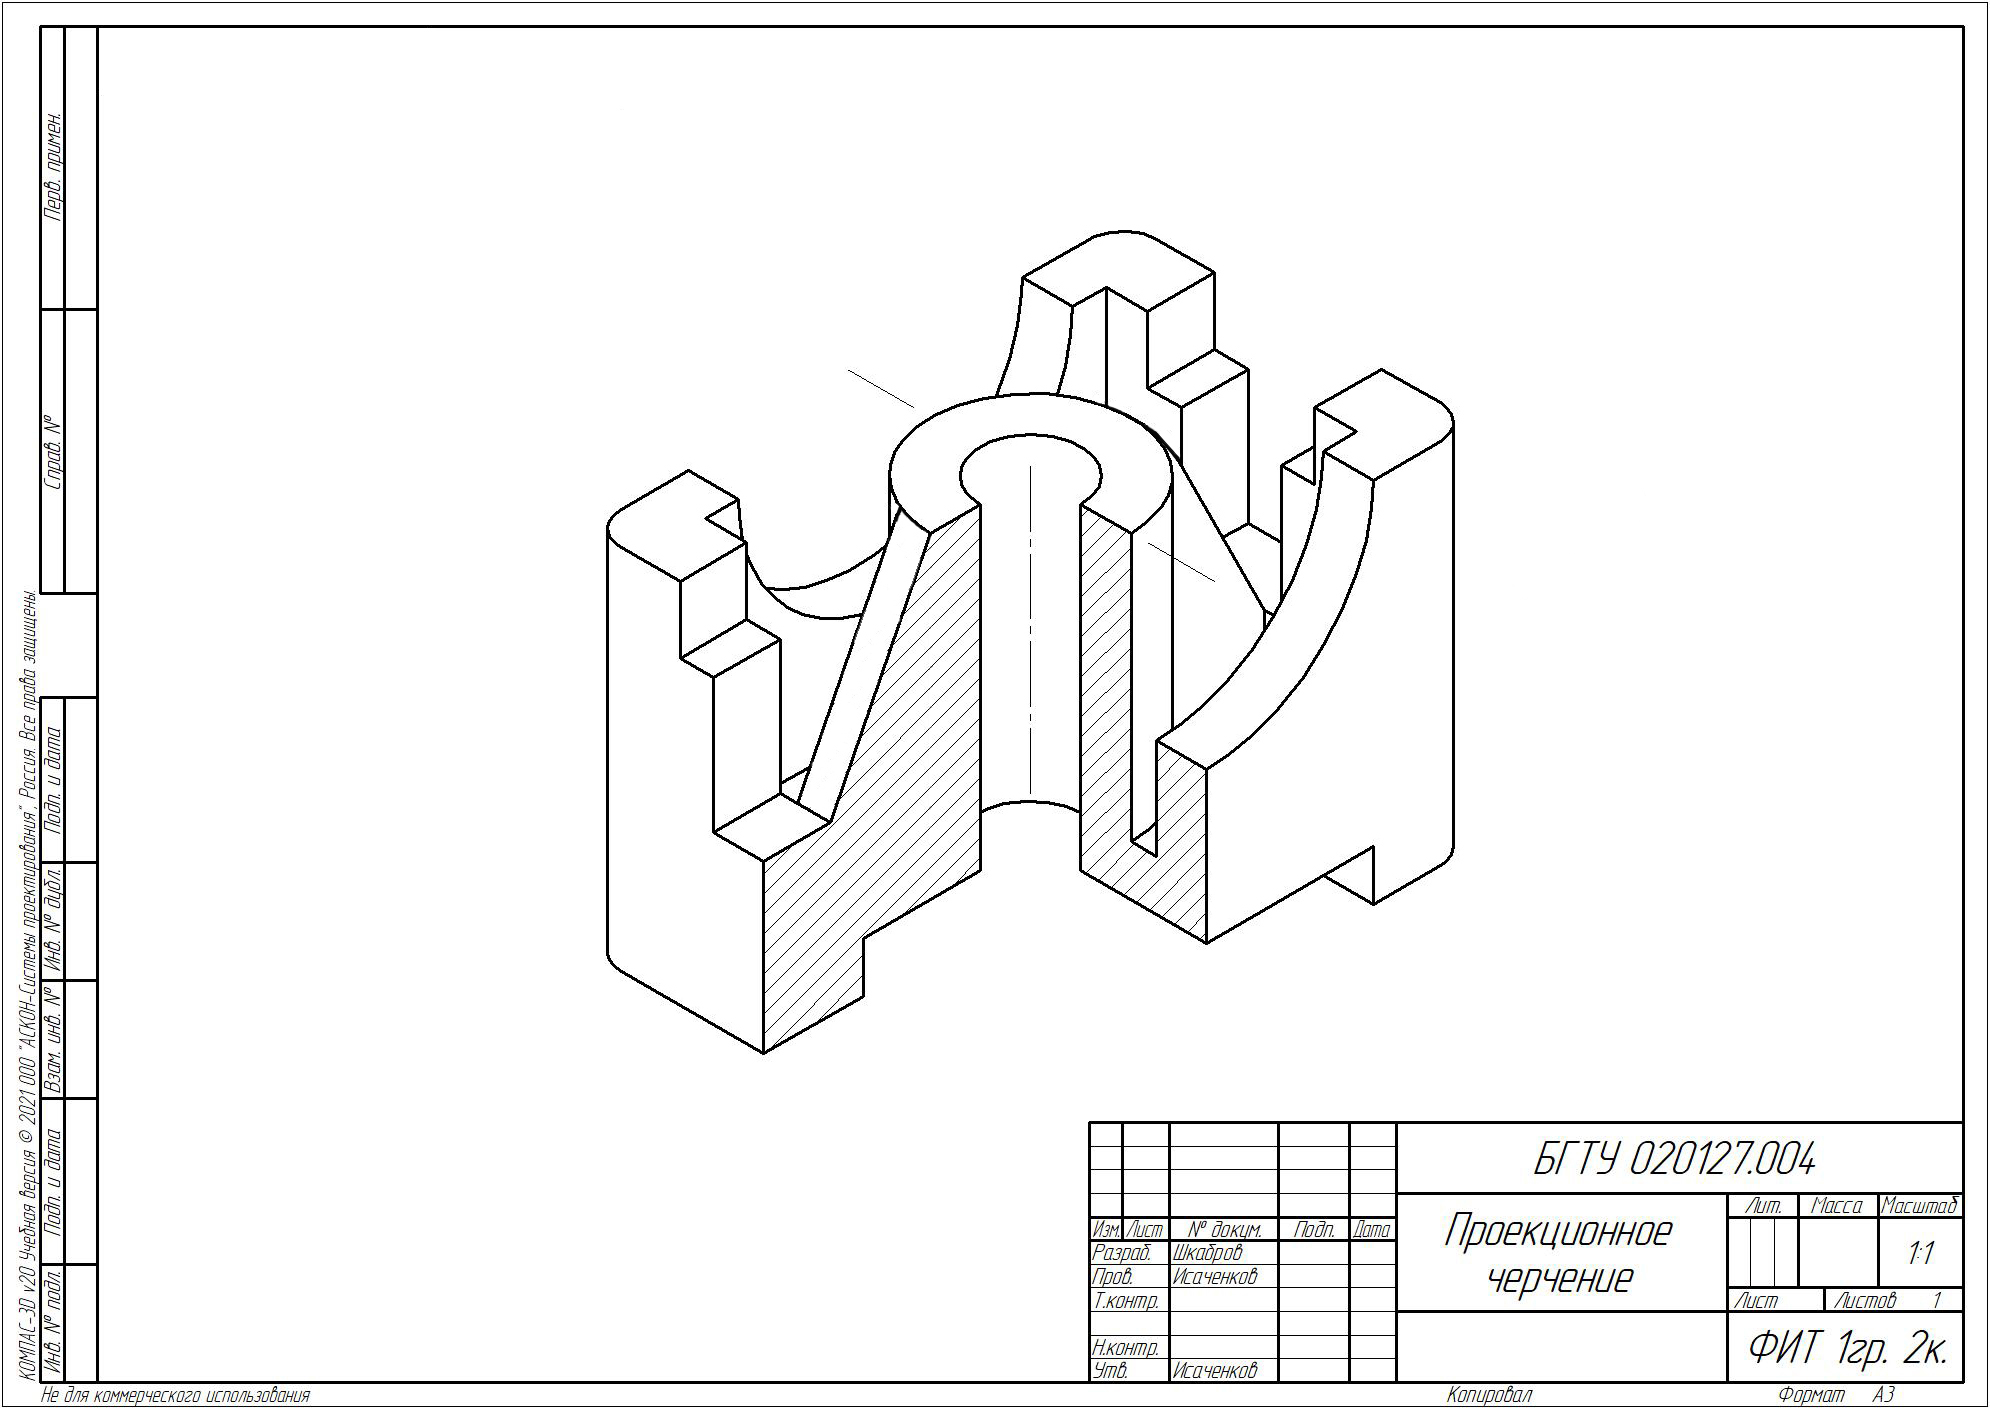 Перв. примен.
Справ. №
Подп. и дата
Инв. № дубл.
Взам. инв. №
Подп. и дата
Инв. № подл.
КОМПАС-3D v20 Учебная версия © 2021 ООО "АСКОН-Системы проектирования", Россия. Все права защищены.
БГТУ 020127.004
Изм. Лист № докум. Подп. Дата
Разраб. Шкабров
Пров. Исаченков
Т.контр.
Н.контр.
Утв. Исаченков
Проекционное
черчение
Лит. Масса Масштаб
1:1
Лист Листов 1
ФИТ 1гр. 2к.
Не для коммерческого использования
Копировал
Формат А3